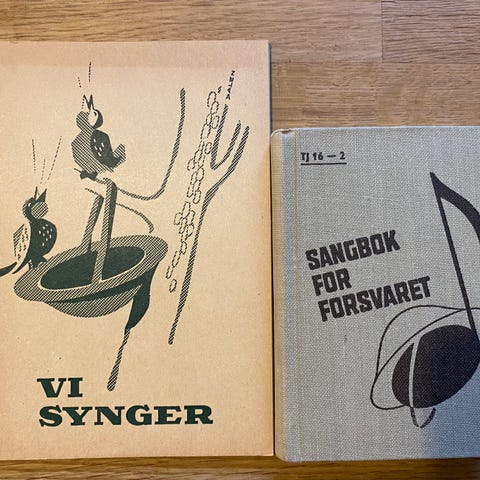 DALEN
VI
SYNGER
TJ 16 — 2
SANGBOK
FOR
FORSVARET